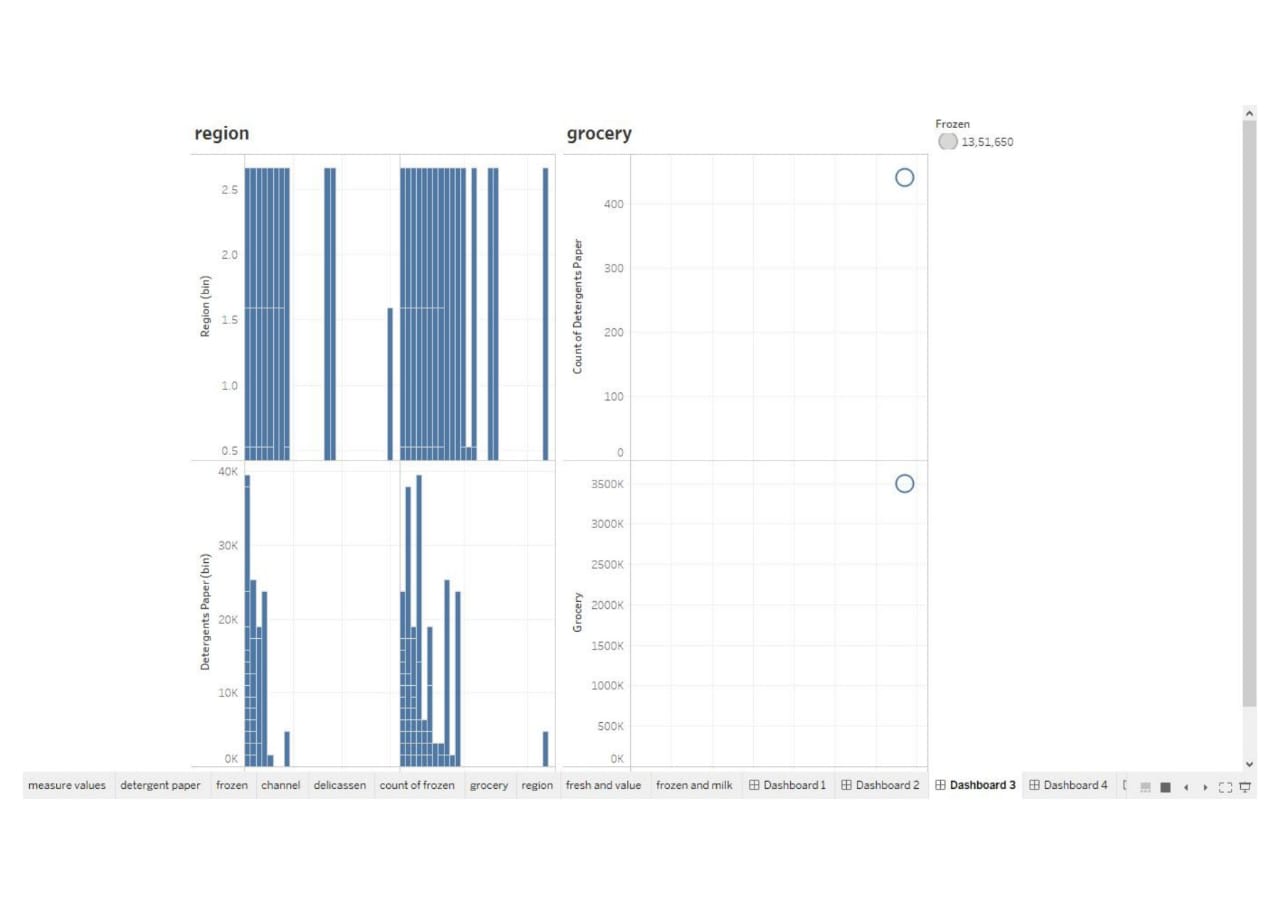 region
Region (bin)
2.5
2.0
1.5
1.0
0.5
Detergents Paper (bin)
40K
30K
20K
10K
0K
grocery
Count of Detergents Paper
400
300
200
100
0
Grocery
3500K
3000K
2500K
2000K
1500K
1000K
500K
0K
Frozen
13,51,650
measure values detergent paper frozen channel delicassen count of frozen grocery region fresh and value frozen and milk Dashboard 1 Dashboard 2 Dashboard 3 Dashboard 4